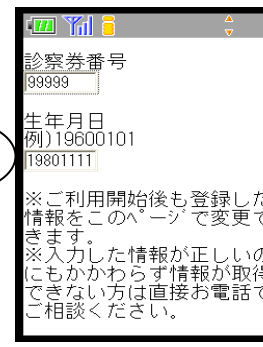 診察券番号
99999
生年月日
例)19600101
19801111
※ご利用開始後も登録した
情報をこのページで変更で
きます。
※入力した情報が正しいの
にもかかわらず情報が取得
できない方は直接お電話で
ご相談ください。